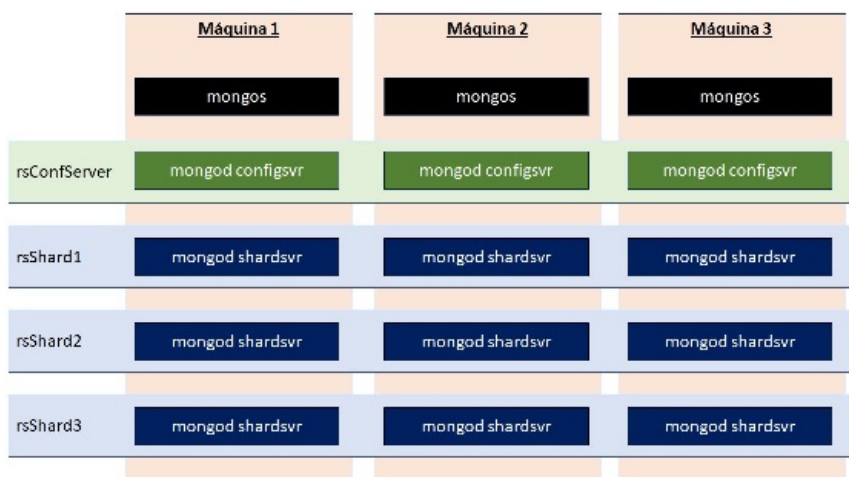 Máquina 1 Máquina 2 Máquina 3
mongos mongos mongos
rsConfServer mongod configsvr mongod configsvr mongod configsvr
rsShard1 mongod shardsvr mongod shardsvr mongod shardsvr
rsShard2 mongod shardsvr mongod shardsvr mongod shardsvr
rsShard3 mongod shardsvr mongod shardsvr mongod shardsvr